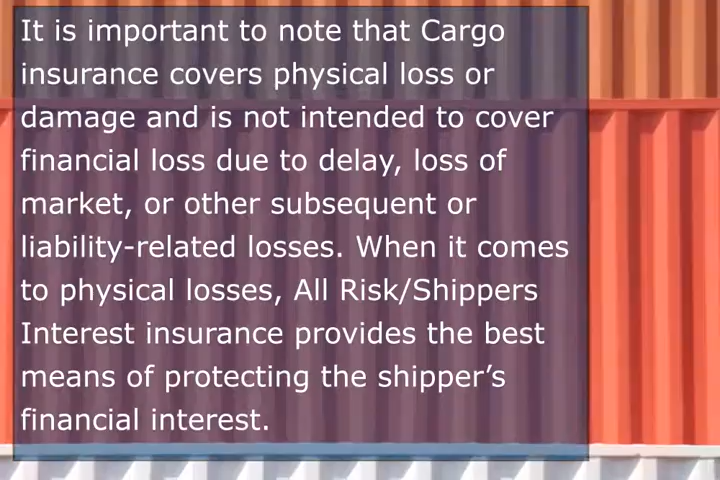 It is important to note that Cargo
insurance covers physical loss or
damage and is not intended to cover
financial loss due to delay, loss of
market, or other subsequent or
liability-related losses. When it comes
to physical losses, All Risk/Shippers
Interest insurance provides the best
means of protecting the shipper’s
financial interest.